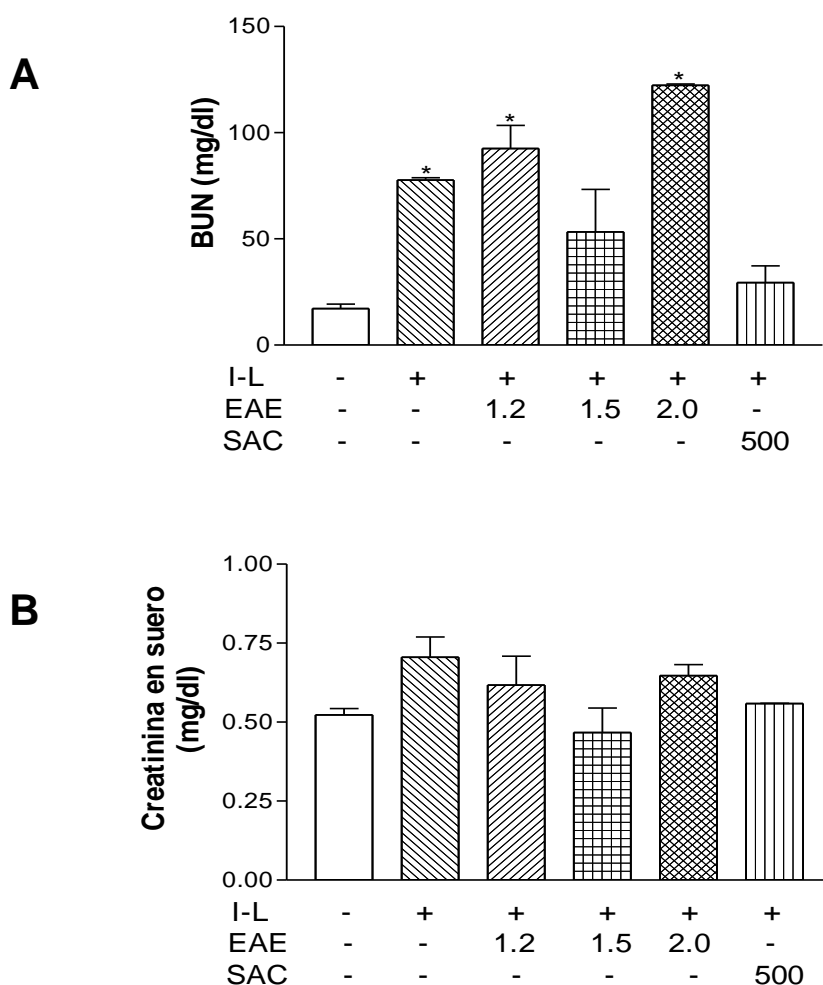 A
BUN (mg/dl)
150
100
50
0
* * *
I-L - + + + + +
EAE - - 1.2 1.5 2.0 -
SAC - - - - - 500
B
Creatinina en suero
(mg/dl)
1.00
0.75
0.50
0.25
0.00
I-L - + + + + +
EAE - - 1.2 1.5 2.0 -
SAC - - - - - 500